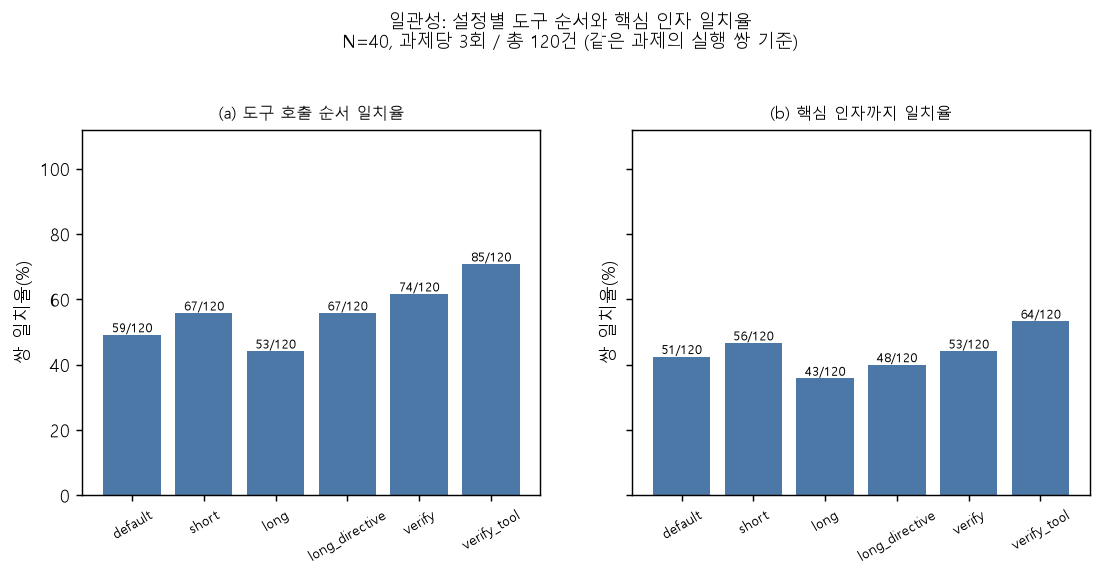 일관성: 설정별 도구 순서와 핵심 인자 일치율
N=40, 과제당 3회 / 총 120건 (같은 과제의 실행 쌍 기준)
(a) 도구 호출 순서 일치율
쌍 일치율(%)
100
80
60
40
20
0
59/120
67/120
53/120
67/120
74/120
85/120
default
short
long
long_directive
verify
verify_tool
(b) 핵심 인자까지 일치율
쌍 일치율(%)
51/120
56/120
43/120
48/120
53/120
64/120
default
short
long
long_directive
verify
verify_tool